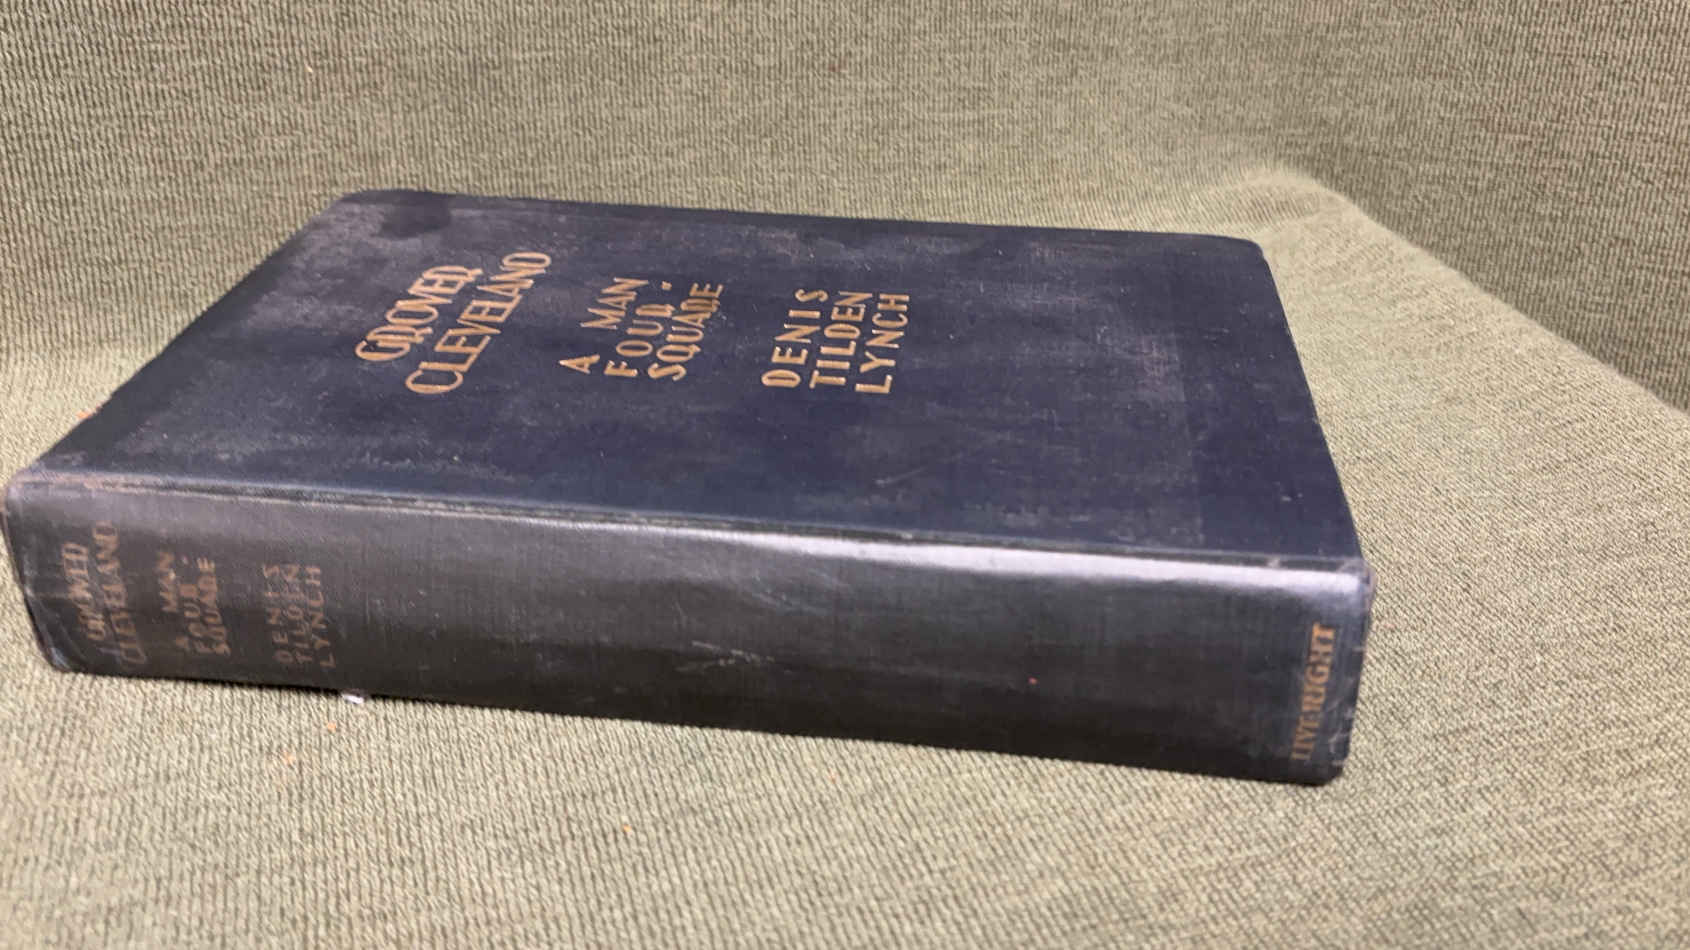 GROVER
CLEVELAND
A MAN
FOUR-
SQUARE
DENIS
TILDEN
LYNCH
GROVER
CLEVELAND
A MAN
FOUR-
SQUARE
DENIS
TILDEN
LYNCH
LIVERIGHT